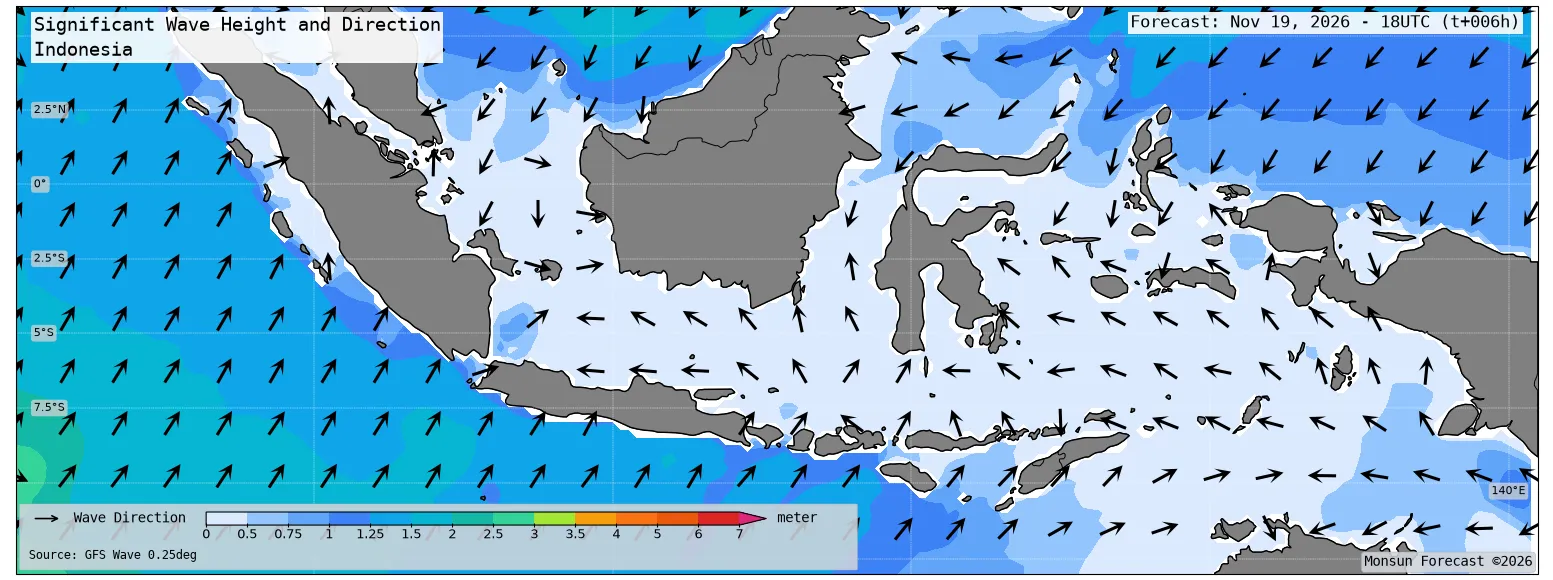 Significant Wave Height and Direction
Indonesia
Forecast: Nov 19, 2026 - 18UTC (t+006h)
2.5°N
0°
2.5°S
5°S
7.5°S
140°E
Wave Direction
0 0.5 0.75 1 1.25 1.5 2 2.5 3 3.5 4 5 6 7
meter
Source: GFS Wave 0.25deg
Monsun Forecast ©2026